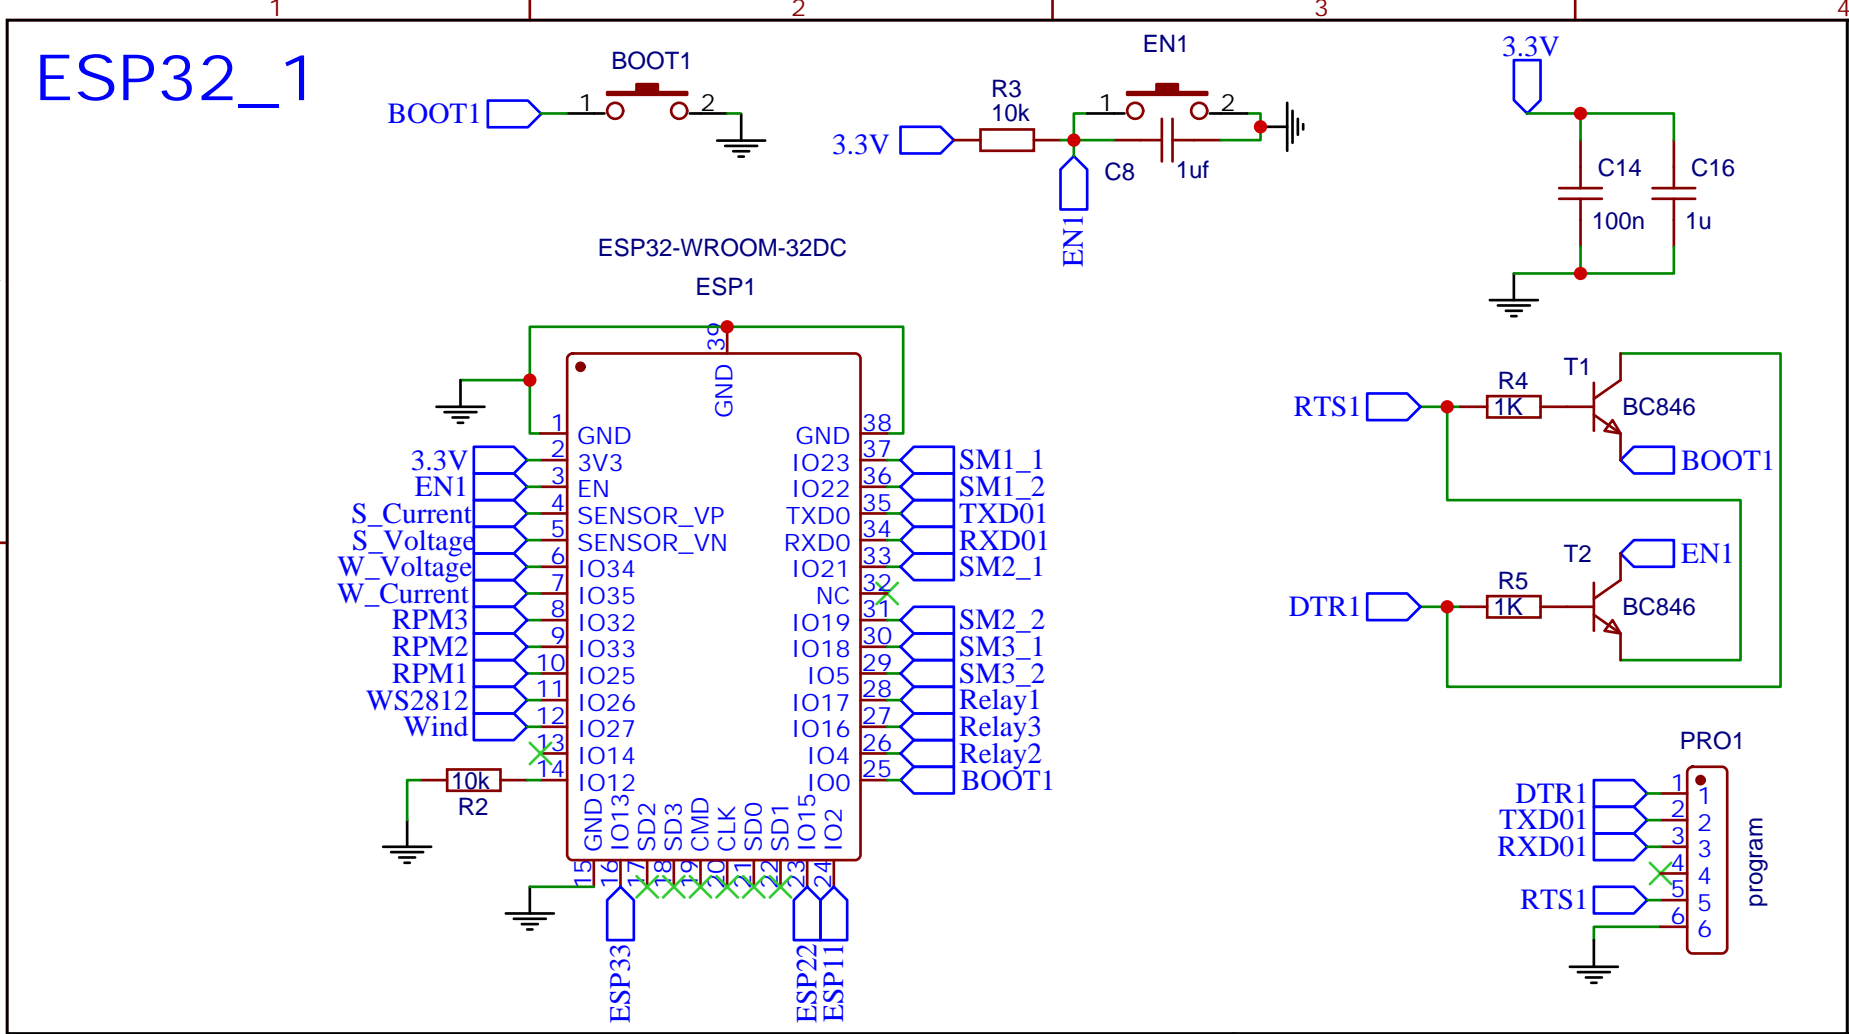 1 2 3 4
ESP32_1
BOOT1
BOOT1 1 2
EN1
R3
10k
1 2
3.3V
C8 1uf
EN1
3.3V
C14 C16
100n 1u
ESP32-WROOM-32DC
ESP1
39
GND
1 GND
3.3V 2 3V3
EN1 3 EN
S_Current 4 SENSOR_VP
S_Voltage 5 SENSOR_VN
W_Voltage 6 IO34
W_Current 7 IO35
RPM3 8 IO32
RPM2 9 IO33
RPM1 10 IO25
WS2812 11 IO26
Wind 12 IO27
13 IO14
14 IO12
10k
R2
GND 38
IO23 37 SM1_1
IO22 36 SM1_2
TXD0 35 TXD01
RXD0 34 RXD01
IO21 33 SM2_1
NC 32
IO19 31 SM2_2
IO18 30 SM3_1
IO5 29 SM3_2
IO17 28 Relay1
IO16 27 Relay3
IO4 26 Relay2
IO0 25 BOOT1
GND IO13 SD2 SD3 CMD CLK SD0 SD1 IO15 IO2
15 16 17 18 19 20 21 22 23 24
ESP33 ESP22 ESP11
T1
RTS1 R4
1K BC846
BOOT1
T2
EN1
DTR1 R5
1K BC846
PRO1
DTR1 1 1
TXD01 2 2
RXD01 3 3
4 4
RTS1 5 5
6 6
program